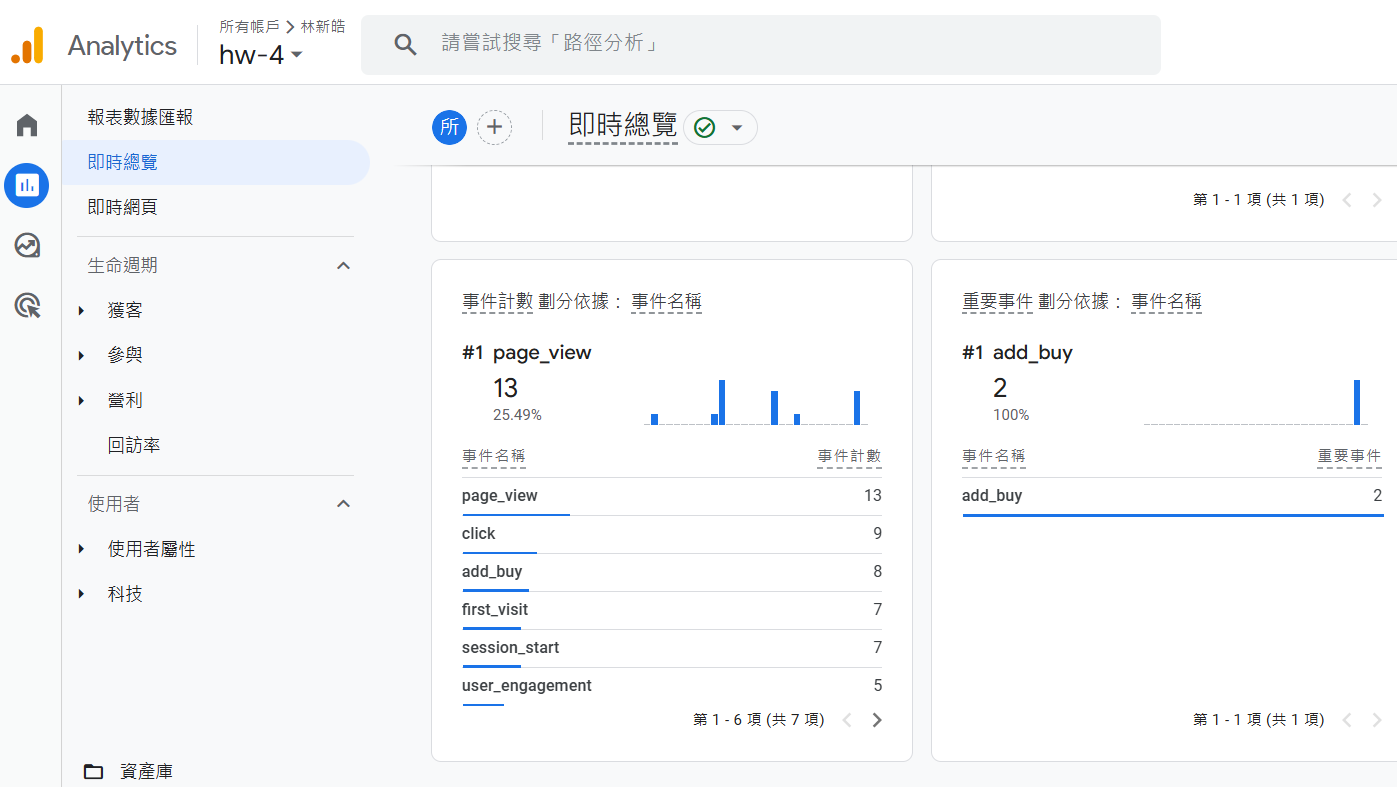 Analytics
所有帳戶 > 林新皓
hw-4
請嘗試搜尋「路徑分析」
報表數據匯報
即時總覽
即時網頁
生命週期
獲客
參與
營利
回訪率
使用者
使用者屬性
科技
資產庫
所
即時總覽
第 1 - 1 項 (共 1 項)
事件計數 劃分依據： 事件名稱
#1 page_view
13
25.49%
事件名稱 事件計數
page_view 13
click 9
add_buy 8
first_visit 7
session_start 7
user_engagement 5
第 1 - 6 項 (共 7 項)
重要事件 劃分依據： 事件名稱
#1 add_buy
2
100%
事件名稱 重要事件
add_buy 2
第 1 - 1 項 (共 1 項)